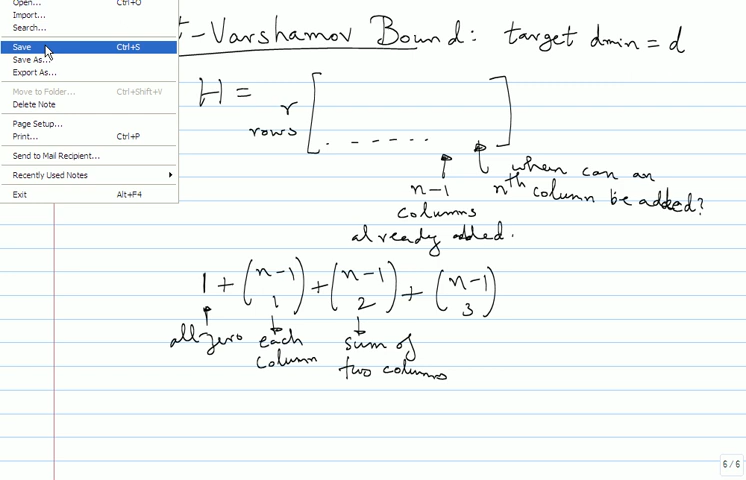 Open... Ctrl+O
Import...
Search...
Save Ctrl+S
Save As...
Export As...
Move to Folder... Ctrl+Shift+V
Delete Note
Page Setup...
Print... Ctrl+P
Send to Mail Recipient...
Recently Used Notes
Exit Alt+F4
t-Varshamov Bound: target dmin = d
H = r rows [ - - - - - - ]
n-1 columns already added.
when can an
nth column be added?
1 + (n-1 1) + (n-1 2) + (n-1 3)
all zero
each
column
sum of
two columns
6/6